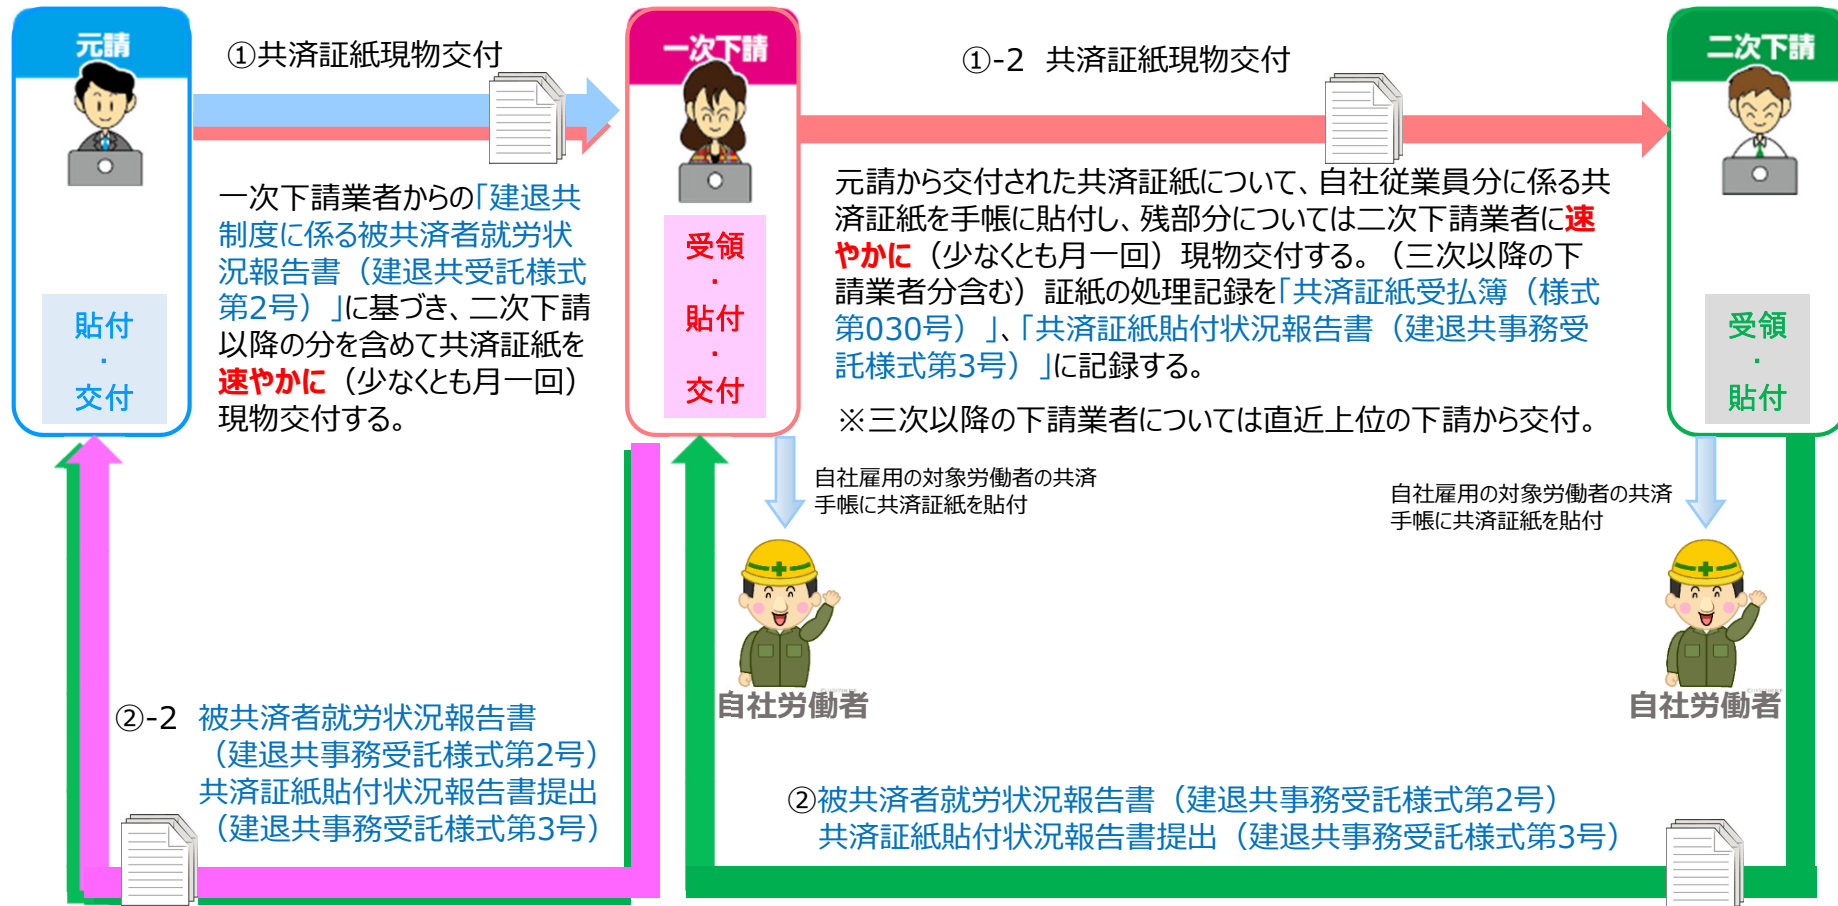 元請
①共済証紙現物交付
一次下請
①-2 共済証紙現物交付
二次下請
一次下請業者からの「建退共
制度に係る被共済者就労状
況報告書（建退共受託様式
第2号）」に基づき、二次下請
以降の分を含めて共済証紙を
速やかに（少なくとも月一回）
現物交付する。
貼付
・
交付
受領
・
貼付
・
交付
元請から交付された共済証紙について、自社従業員分に係る共
済証紙を手帳に貼付し、残部分については二次下請業者に速
やかに（少なくとも月一回）現物交付する。（三次以降の下
請業者分含む）証紙の処理記録を「共済証紙受払簿（様式
第030号）」、「共済証紙貼付状況報告書（建退共事務受
託様式第3号）」に記録する。
※三次以降の下請業者については直近上位の下請から交付。
受領
・
貼付
自社雇用の対象労働者の共済
手帳に共済証紙を貼付
自社雇用の対象労働者の共済
手帳に共済証紙を貼付
自社労働者
自社労働者
②-2 被共済者就労状況報告書
（建退共事務受託様式第2号）
共済証紙貼付状況報告書提出
（建退共事務受託様式第3号）
②被共済者就労状況報告書（建退共事務受託様式第2号）
共済証紙貼付状況報告書提出（建退共事務受託様式第3号）